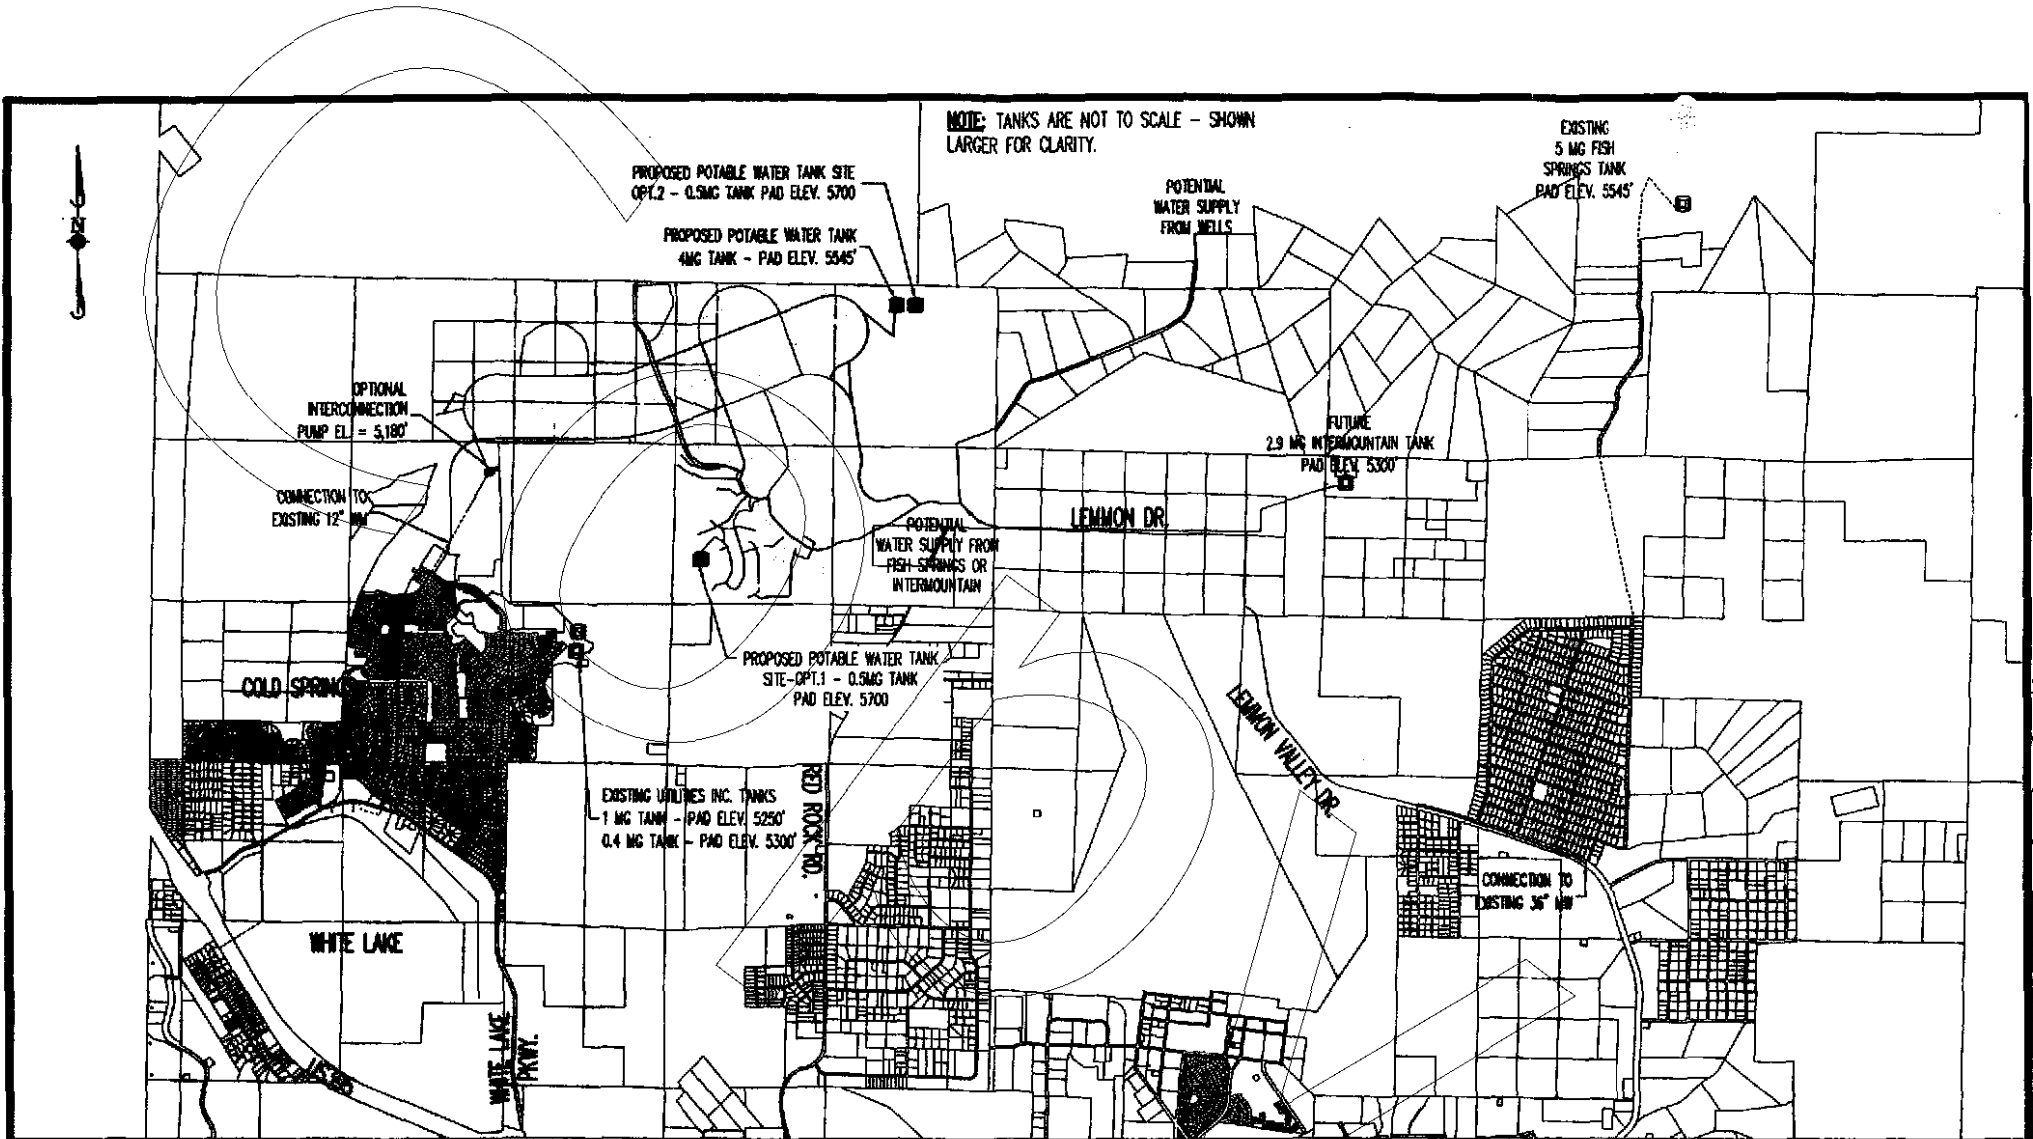 NOTE: TANKS ARE NOT TO SCALE - SHOWN
LARGER FOR CLARITY.
EXISTING
5 MG FISH
SPRINGS TANK
PAD ELEV. 5545'
PROPOSED POTABLE WATER TANK SITE
OPT.2 - 0.5MG TANK PAD ELEV. 5700
POTENTIAL
WATER SUPPLY
FROM WELLS
PROPOSED POTABLE WATER TANK
4MG TANK - PAD ELEV. 5545'
N
OPTIONAL
INTERCONNECTION
PUMP EL. = 5,180'
FUTURE
2.9 MG INTERMOUNTAIN TANK
PAD ELEV. 5300'
CONNECTION TO
EXISTING 12" WM
LEMMON DR.
POTENTIAL
WATER SUPPLY FROM
FISH SPRINGS OR
INTERMOUNTAIN
PROPOSED POTABLE WATER TANK
SITE-OPT.1 - 0.5MG TANK
PAD ELEV. 5700
COLD SPRINGS
LEMMON VALLEY DR.
RED ROCK RD.
EXISTING UTILITIES INC. TANKS
1 MG TANK - PAD ELEV. 5250'
0.4 MG TANK - PAD ELEV. 5300'
CONNECTION TO
EXISTING 36" WM
WHITE LAKE
WHITE LAKE
PKWY.